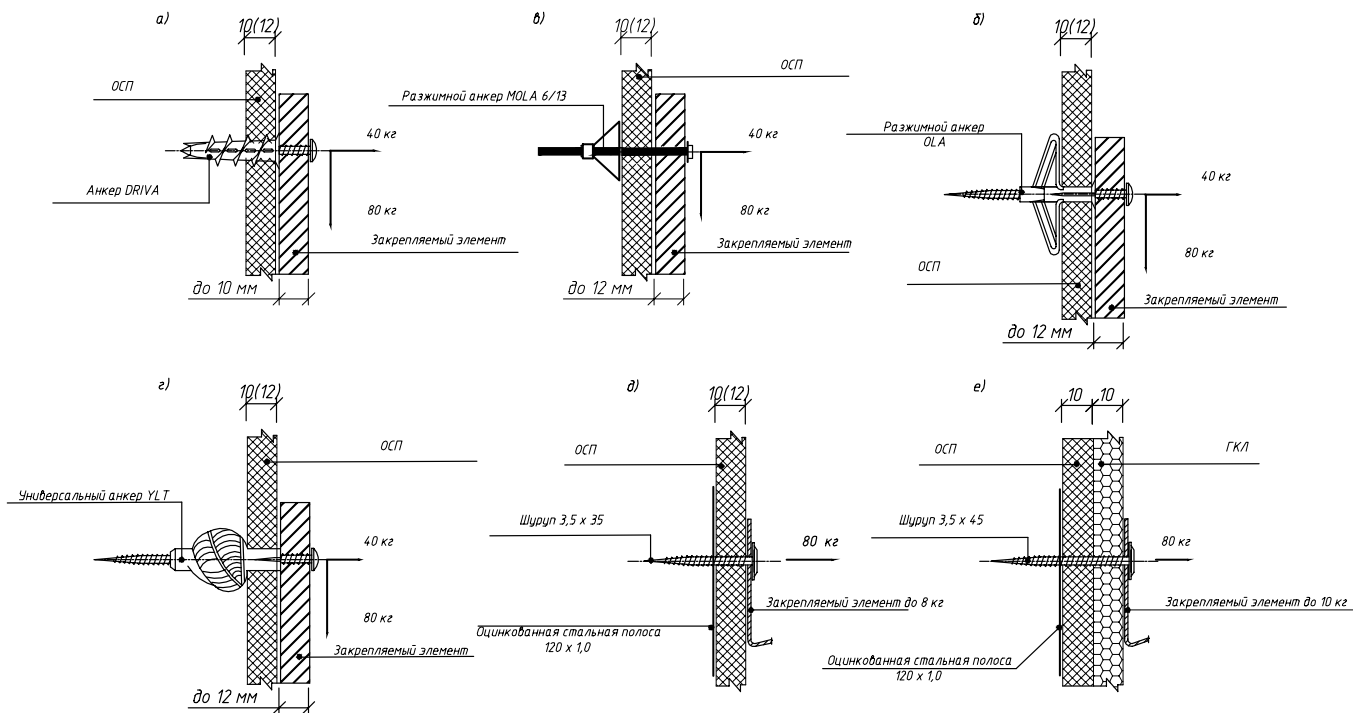 а)
10(12)
ОСП
40 кг
Анкер DRIVA
80 кг
Закрепляемый элемент
до 10 мм
в)
10(12)
ОСП
Разжимной анкер MOLA 6/13
40 кг
80 кг
Закрепляемый элемент
до 12 мм
б)
10(12)
Разжимной анкер
OLA
40 кг
80 кг
ОСП
Закрепляемый элемент
до 12 мм
г)
10(12)
ОСП
Универсальный анкер YLT
40 кг
80 кг
Закрепляемый элемент
до 12 мм
д)
10(12)
ОСП
Шуруп 3,5 x 35
80 кг
Закрепляемый элемент до 8 кг
Оцинкованная стальная полоса
120 x 1,0
е)
10
10
ОСП
ГКЛ
Шуруп 3,5 x 45
80 кг
Закрепляемый элемент до 10 кг
Оцинкованная стальная полоса
120 x 1,0